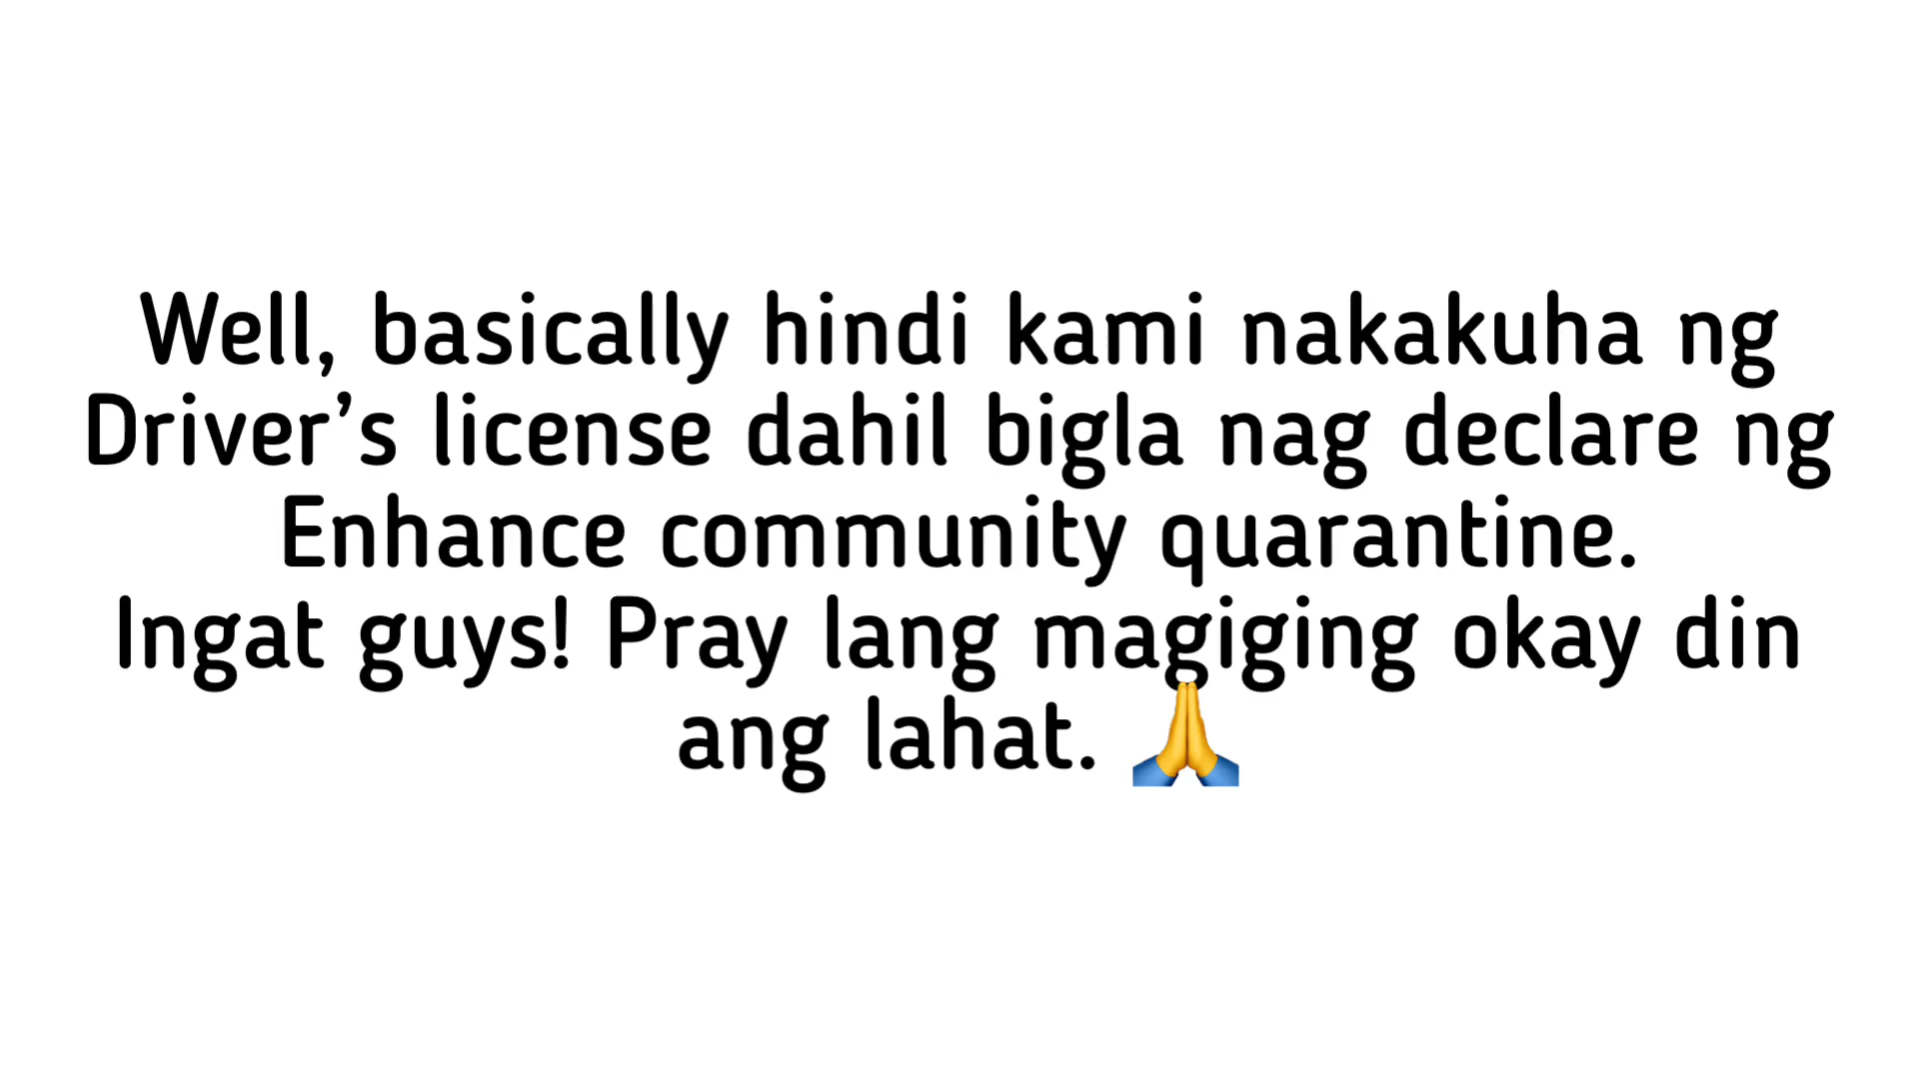 Well, basically hindi kami nakakuha ng
Driver’s license dahil bigla nag declare ng
Enhance community quarantine.
Ingat guys! Pray lang magiging okay din
ang lahat. 🙏